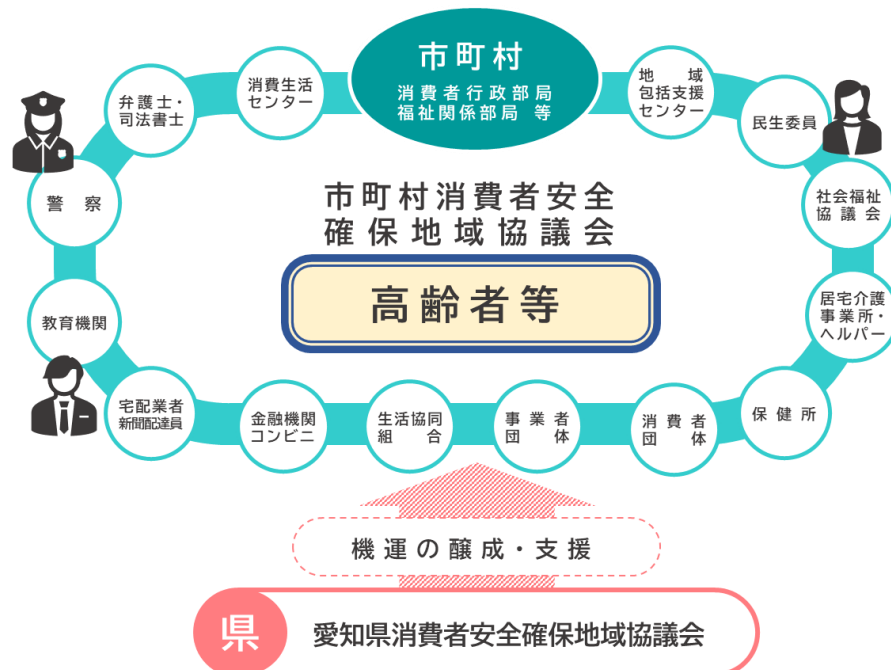 市町村
消費者行政部局
福祉関係部局 等
消費生活
センター
地域
包括支援
センター
弁護士・
司法書士
民生委員
警察
社会福祉
協議会
市町村消費者安全
確保地域協議会
高齢者等
教育機関
居宅介護
事業所・
ヘルパー
宅配業者
新聞配達員
金融機関
コンビニ
生活協同
組合
事業者
団体
消費者
団体
保健所
機運の醸成・支援
県
愛知県消費者安全確保地域協議会